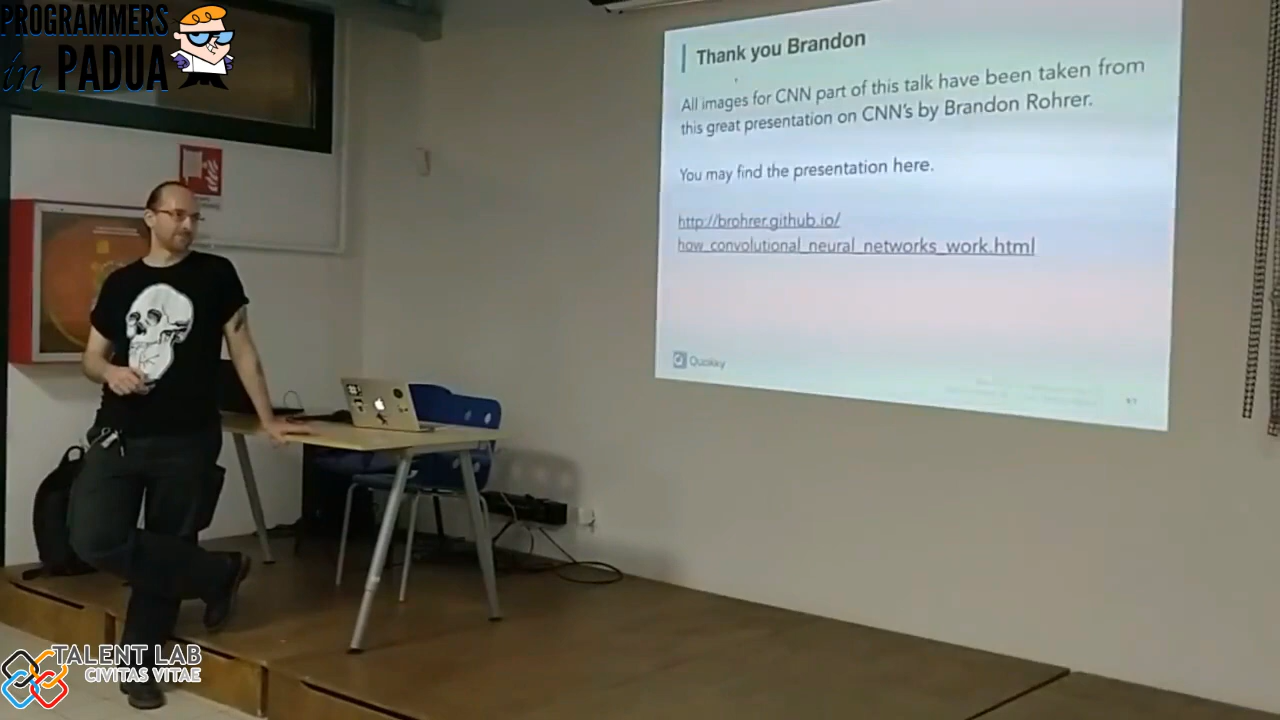 PROGRAMMERS
in PADUA
Thank you Brandon
All images for CNN part of this talk have been taken from
this great presentation on CNN's by Brandon Rohrer.
You may find the presentation here.
http://brohrer.github.io/
how_convolutional_neural_networks_work.html
Quokky
TALENT LAB
CIVITAS VITAE